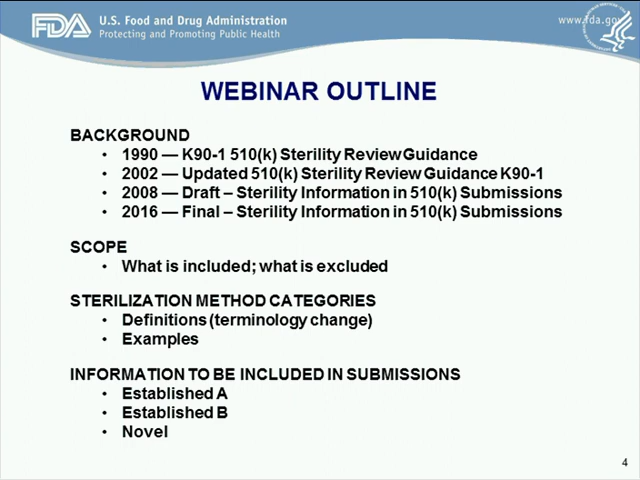 FDA U.S. Food and Drug Administration
Protecting and Promoting Public Health
www.fda.gov
WEBINAR OUTLINE
BACKGROUND
• 1990 — K90-1 510(k) Sterility Review Guidance
• 2002 — Updated 510(k) Sterility Review Guidance K90-1
• 2008 — Draft – Sterility Information in 510(k) Submissions
• 2016 — Final – Sterility Information in 510(k) Submissions
SCOPE
• What is included; what is excluded
STERILIZATION METHOD CATEGORIES
• Definitions (terminology change)
• Examples
INFORMATION TO BE INCLUDED IN SUBMISSIONS
• Established A
• Established B
• Novel
4